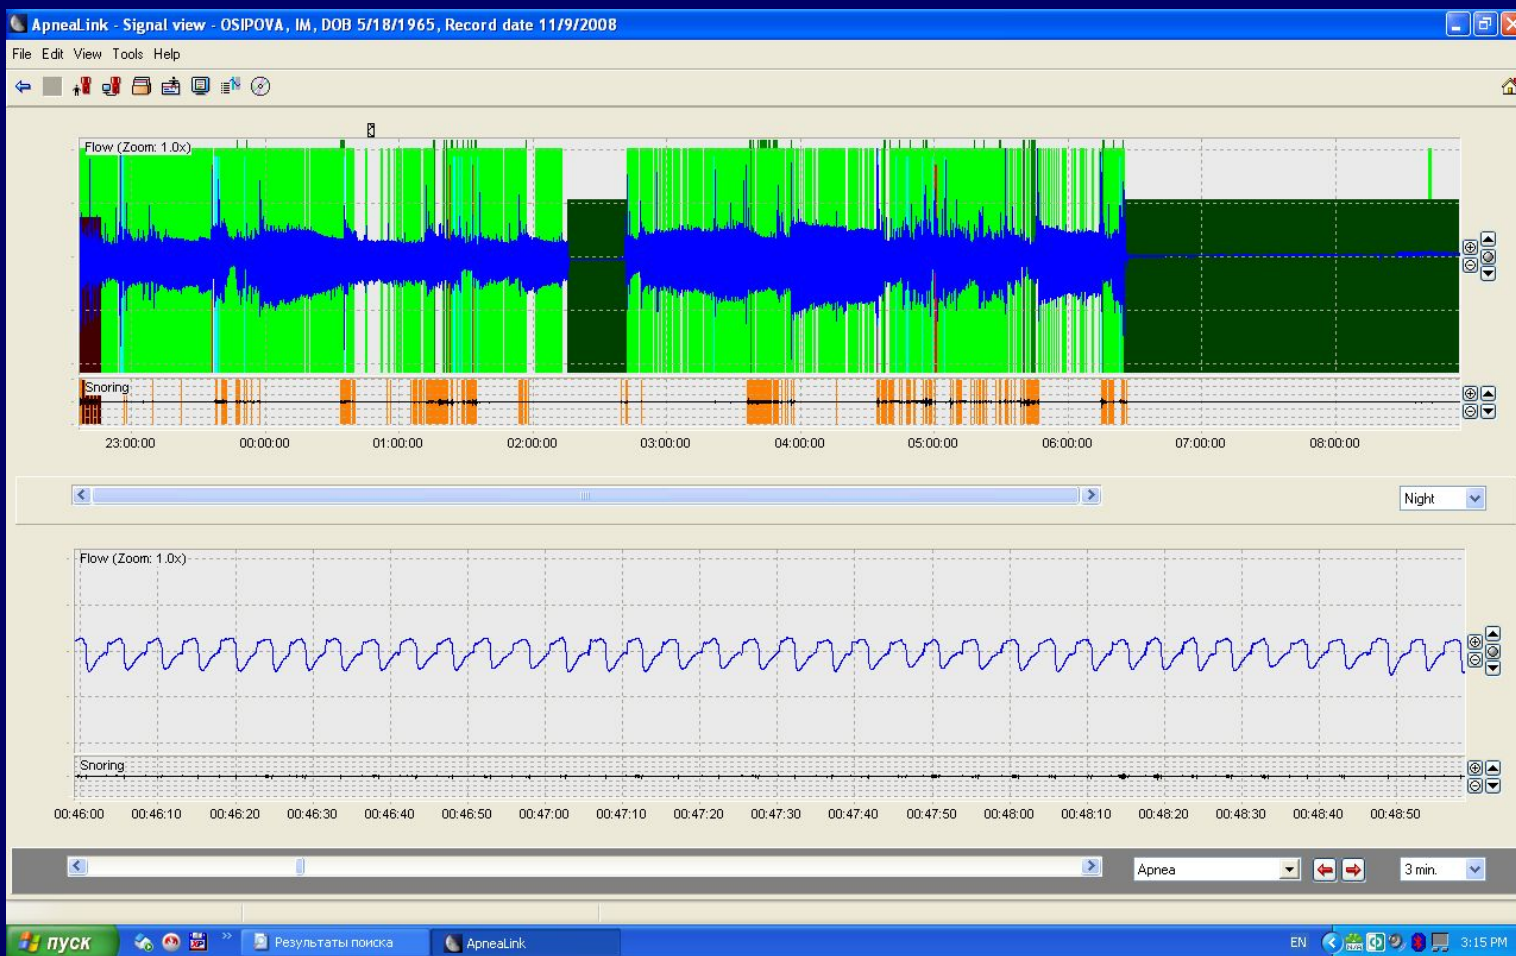 ApneaLink - Signal view - OSIPOVA, IM, DOB 5/18/1965, Record date 11/9/2008
File Edit View Tools Help
Flow (Zoom: 1.0x)
Snoring
23:00:00 00:00:00 01:00:00 02:00:00 03:00:00 04:00:00 05:00:00 06:00:00 07:00:00 08:00:00
Night
Flow (Zoom: 1.0x)
Snoring
00:46:00 00:46:10 00:46:20 00:46:30 00:46:40 00:46:50 00:47:00 00:47:10 00:47:20 00:47:30 00:47:40 00:47:50 00:48:00 00:48:10 00:48:20 00:48:30 00:48:40 00:48:50
Apnea 3 min.
пуск XP » Результаты поиска ApneaLink EN 3:15 PM